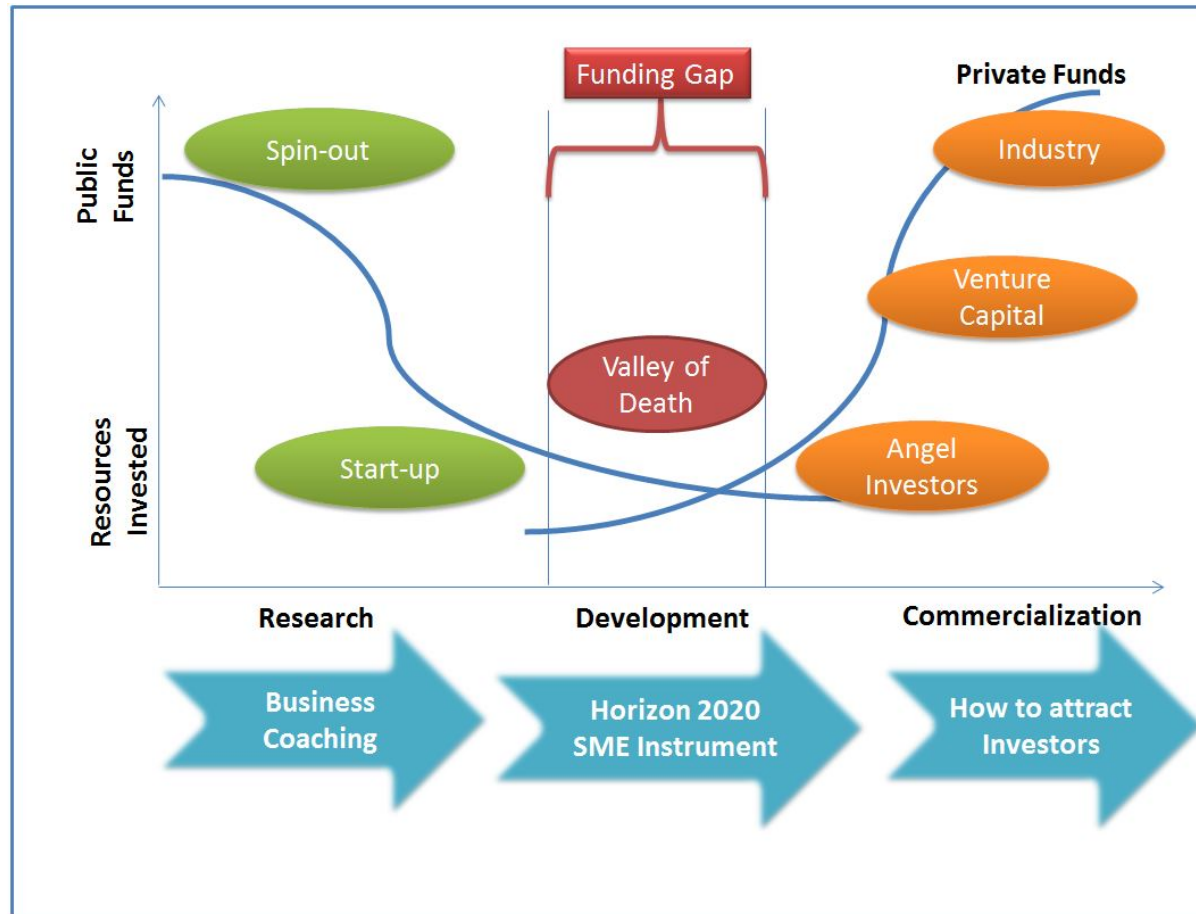 Funding Gap
Private Funds
Public
Funds
Spin-out
Industry
Venture
Capital
Valley of
Death
Resources
Invested
Start-up
Angel
Investors
Research
Development
Commercialization
Business
Coaching
Horizon 2020
SME Instrument
How to attract
Investors